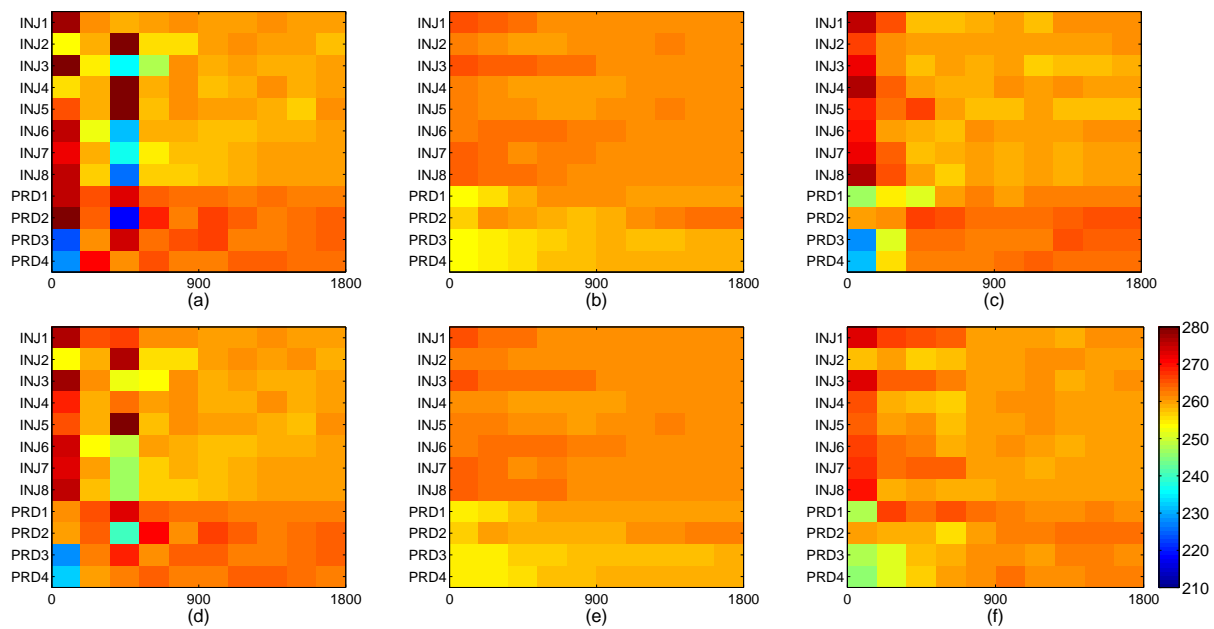 INJ1
INJ2
INJ3
INJ4
INJ5
INJ6
INJ7
INJ8
PRD1
PRD2
PRD3
PRD4
0 900 1800
(a)
INJ1
INJ2
INJ3
INJ4
INJ5
INJ6
INJ7
INJ8
PRD1
PRD2
PRD3
PRD4
0 900 1800
(b)
INJ1
INJ2
INJ3
INJ4
INJ5
INJ6
INJ7
INJ8
PRD1
PRD2
PRD3
PRD4
0 900 1800
(c)
INJ1
INJ2
INJ3
INJ4
INJ5
INJ6
INJ7
INJ8
PRD1
PRD2
PRD3
PRD4
0 900 1800
(d)
INJ1
INJ2
INJ3
INJ4
INJ5
INJ6
INJ7
INJ8
PRD1
PRD2
PRD3
PRD4
0 900 1800
(e)
INJ1
INJ2
INJ3
INJ4
INJ5
INJ6
INJ7
INJ8
PRD1
PRD2
PRD3
PRD4
0 900 1800
(f)
280
270
260
250
240
230
220
210